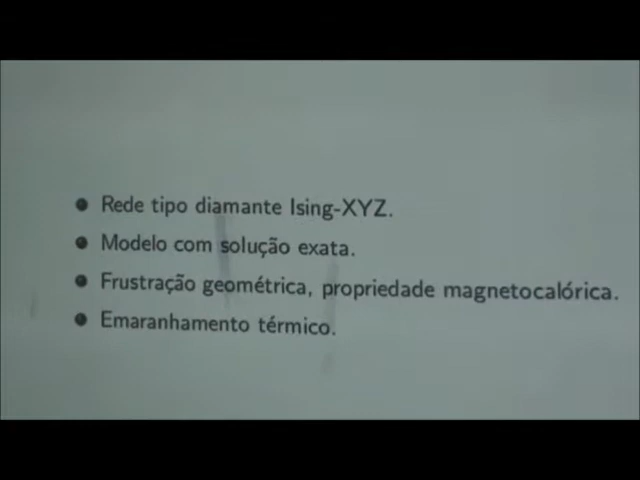 Rede tipo diamante Ising-XYZ.
Modelo com solução exata.
Frustração geométrica, propriedade magnetocalórica.
Emaranhamento térmico.